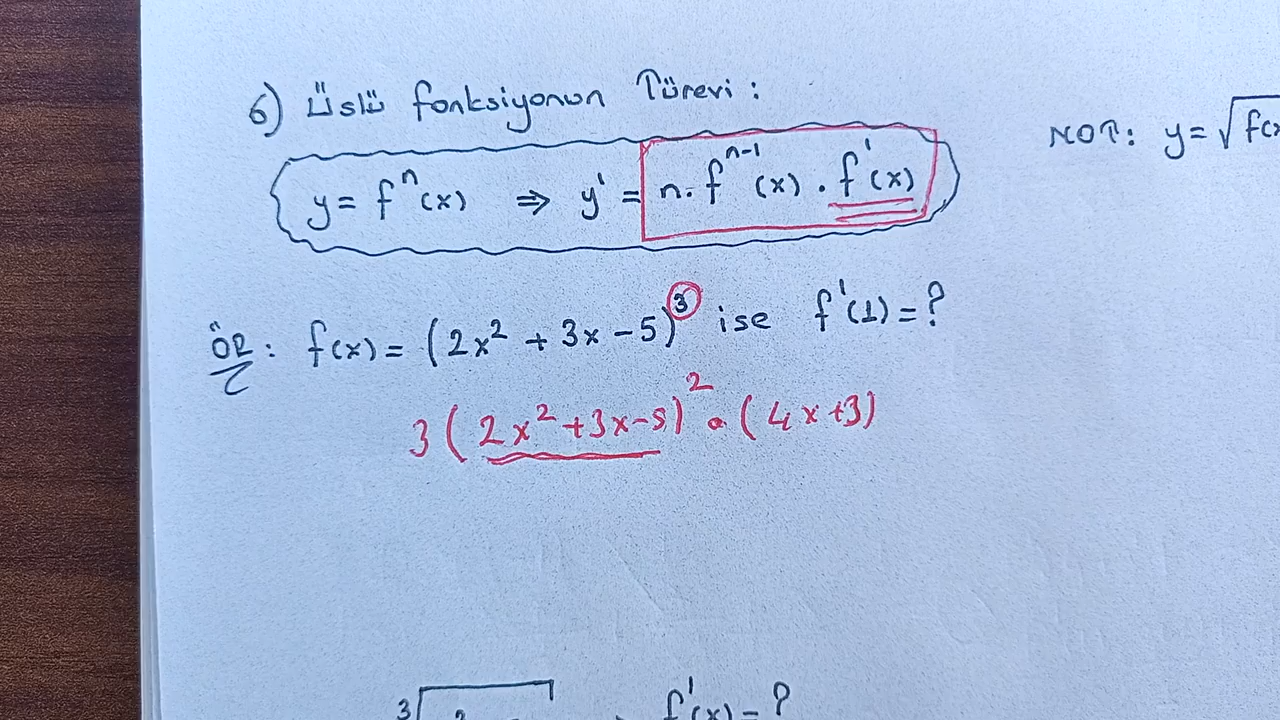 6) Üslü fonksiyonun Türevi :
y = fⁿ(x) ⇒ y' = n. fⁿ⁻¹(x) . f'(x)
NOT: y = √f(x
ÖR : f(x) = (2x² + 3x - 5)³ ise f'(1) = ?
3 (2x² + 3x - 5)² . (4x + 3)
3√ f'(x) = ?